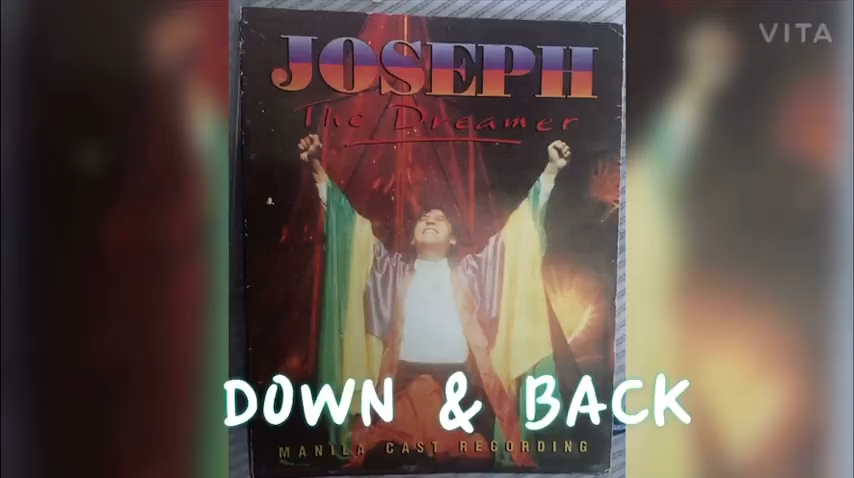 VITA
JOSEPH
The Dreamer
DOWN & BACK
MANILA CAST RECORDING